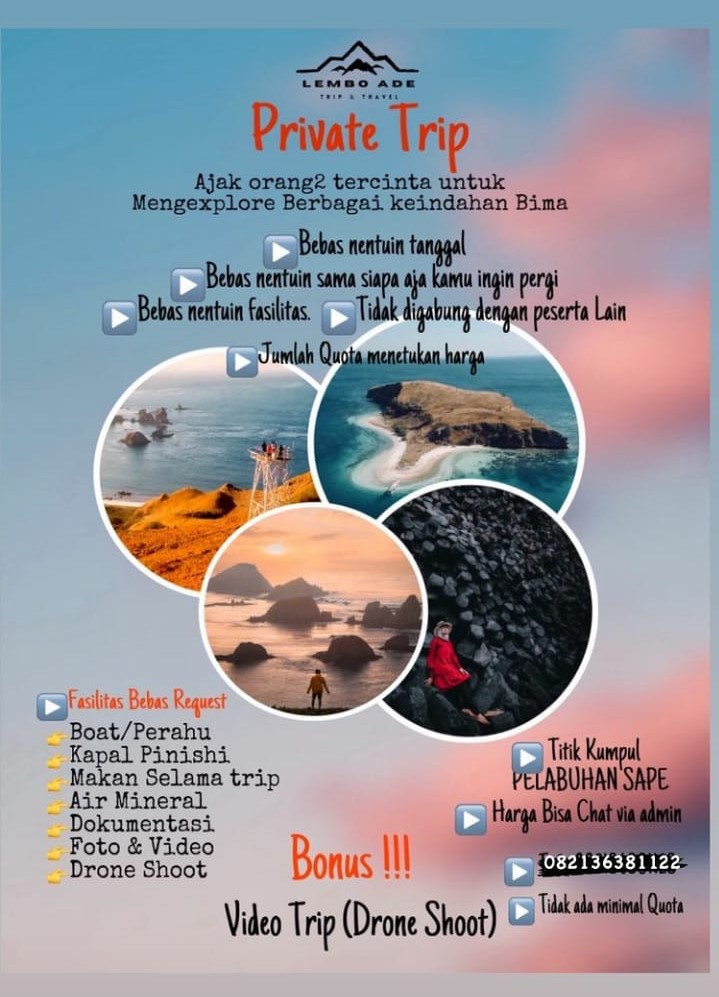 LEMBO ADE
TRIP & TRAVEL
Private Trip
Ajak orang2 tercinta untuk
Mengexplore Berbagai keindahan Bima
Bebas nentuin tanggal
Bebas nentuin sama siapa aja kamu ingin pergi
Bebas nentuin fasilitas. Tidak digabung dengan peserta Lain
Jumlah Quota menetukan harga
Fasilitas Bebas Request
Boat/Perahu
Kapal Pinishi
Makan Selama trip
Air Mineral
Dokumentasi
Foto & Video
Drone Shoot
Bonus !!!
Video Trip (Drone Shoot)
Titik Kumpul
PELABUHAN SAPE
Harga Bisa Chat via admin
082136381122
Tidak ada minimal Quota